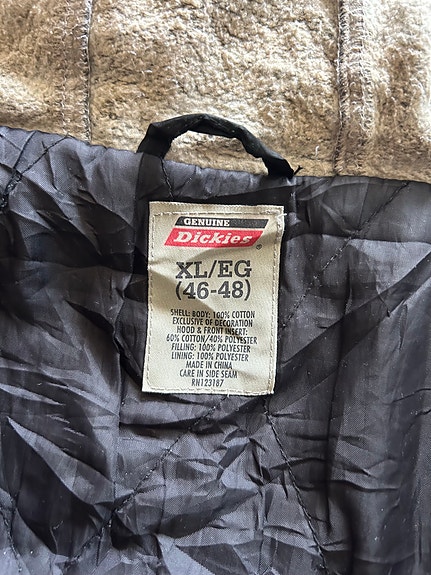 GENUINE
Dickies®
XL/EG
(46-48)
SHELL: BODY: 100% COTTON
EXCLUSIVE OF DECORATION
HOOD & FRONT INSERT:
60% COTTON/40% POLYESTER
FILLING: 100% POLYESTER
LINING: 100% POLYESTER
MADE IN CHINA
CARE IN SIDE SEAM
RN123187